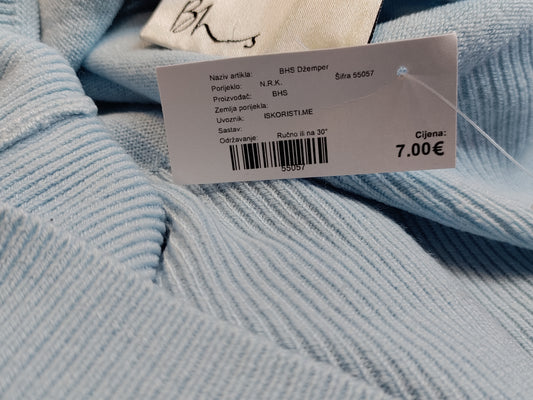 Bhs
Naziv artikla: BHS Džemper Šifra 55057
Porijeklo: N.R.K.
Proizvođač: BHS
Zemlja porijekla:
Uvoznik: ISKORISTI.ME
Sastav:
Održavanje: Ručno ili na 30°
Cijena:
7.00€
55057